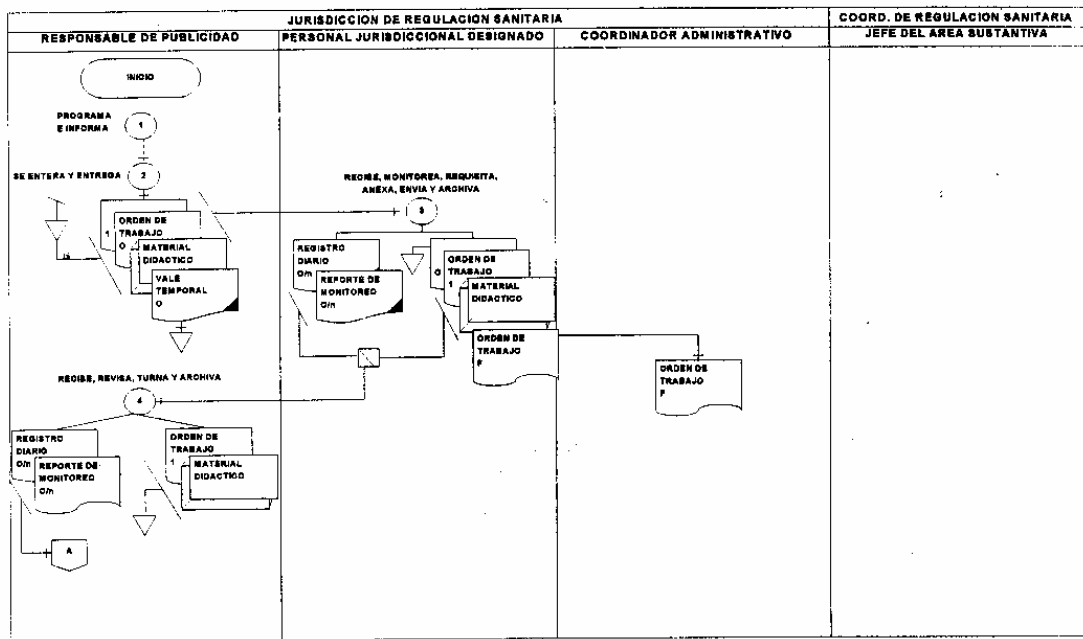 JURISDICCION DE REGULACION SANITARIA
COORD. DE REGULACION SANITARIA
RESPONSABLE DE PUBLICIDAD
PERSONAL JURISDICCIONAL DESIGNADO
COORDINADOR ADMINISTRATIVO
JEFE DEL AREA SUSTANTIVA
INICIO
PROGRAMA
E INFORMA
1
SE ENTERA Y ENTREGA
2
ORDEN DE
TRABAJO
1
O
MATERIAL
DIDACTICO
VALE
TEMPORAL
O
RECIBE, MONITOREA, REQUISITA,
ANEXA, ENVIA Y ARCHIVA
3
REGISTRO
DIARIO
O/n
REPORTE DE
MONITOREO
O/n
O
ORDEN DE
TRABAJO
1
MATERIAL
DIDACTICO
ORDEN DE
TRABAJO
F
ORDEN DE
TRABAJO
F
RECIBE, REVISA, TURNA Y ARCHIVA
4
REGISTRO
DIARIO
O/n
REPORTE DE
MONITOREO
O/n
ORDEN DE
TRABAJO
1
MATERIAL
DIDACTICO
A